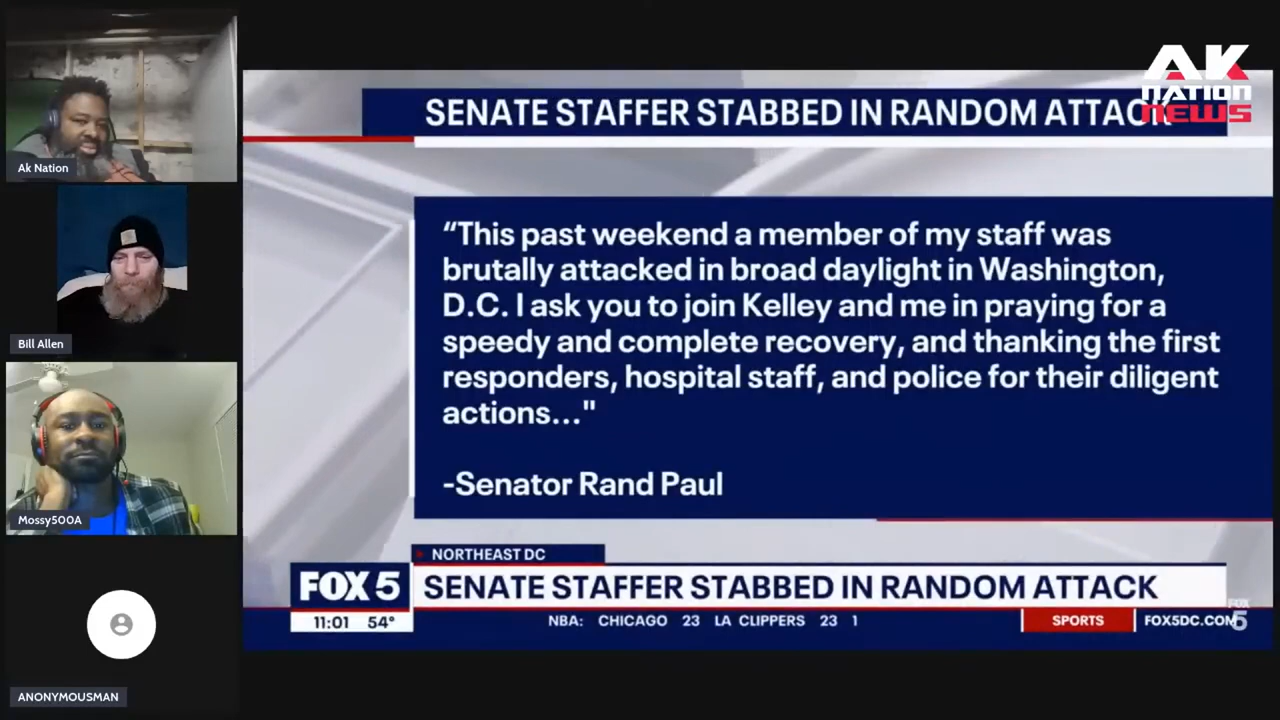 Ak Nation
Bill Allen
Mossy500A
ANONYMOUSMAN
AK
NATION
NEWS
SENATE STAFFER STABBED IN RANDOM ATTACK
“This past weekend a member of my staff was
brutally attacked in broad daylight in Washington,
D.C. I ask you to join Kelley and me in praying for a
speedy and complete recovery, and thanking the first
responders, hospital staff, and police for their diligent
actions..."
-Senator Rand Paul
NORTHEAST DC
FOX 5
SENATE STAFFER STABBED IN RANDOM ATTACK
11:01 54°
NBA: CHICAGO 23 LA CLIPPERS 23 1
SPORTS
FOX5DC.COM
FOX
5